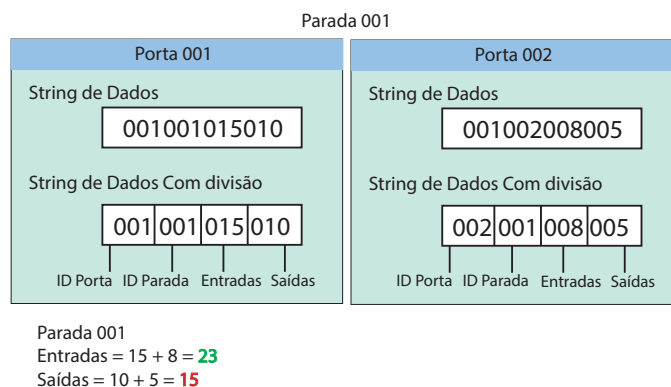 Parada 001
Porta 001
String de Dados
001001015010
String de Dados Com divisão
001 001 015 010
ID Porta ID Parada Entradas Saídas
Porta 002
String de Dados
001002008005
String de Dados Com divisão
002 001 008 005
ID Porta ID Parada Entradas Saídas
Parada 001
Entradas = 15 + 8 = 23
Saídas = 10 + 5 = 15